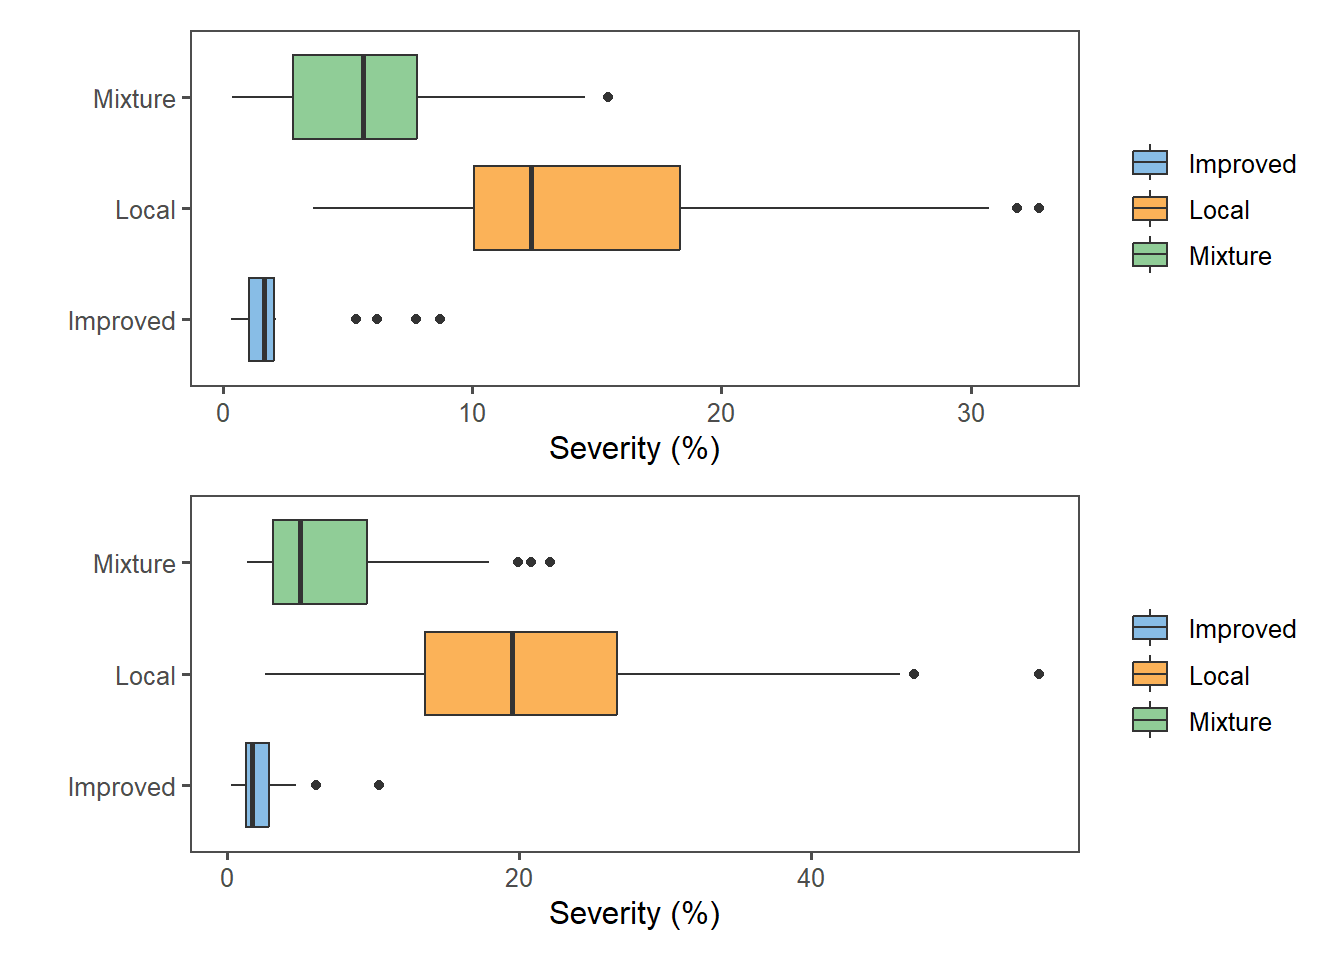 Mixture
Local
Improved
0 10 20 30
Severity (%)
Improved
Local
Mixture
Mixture
Local
Improved
0 20 40
Severity (%)
Improved
Local
Mixture